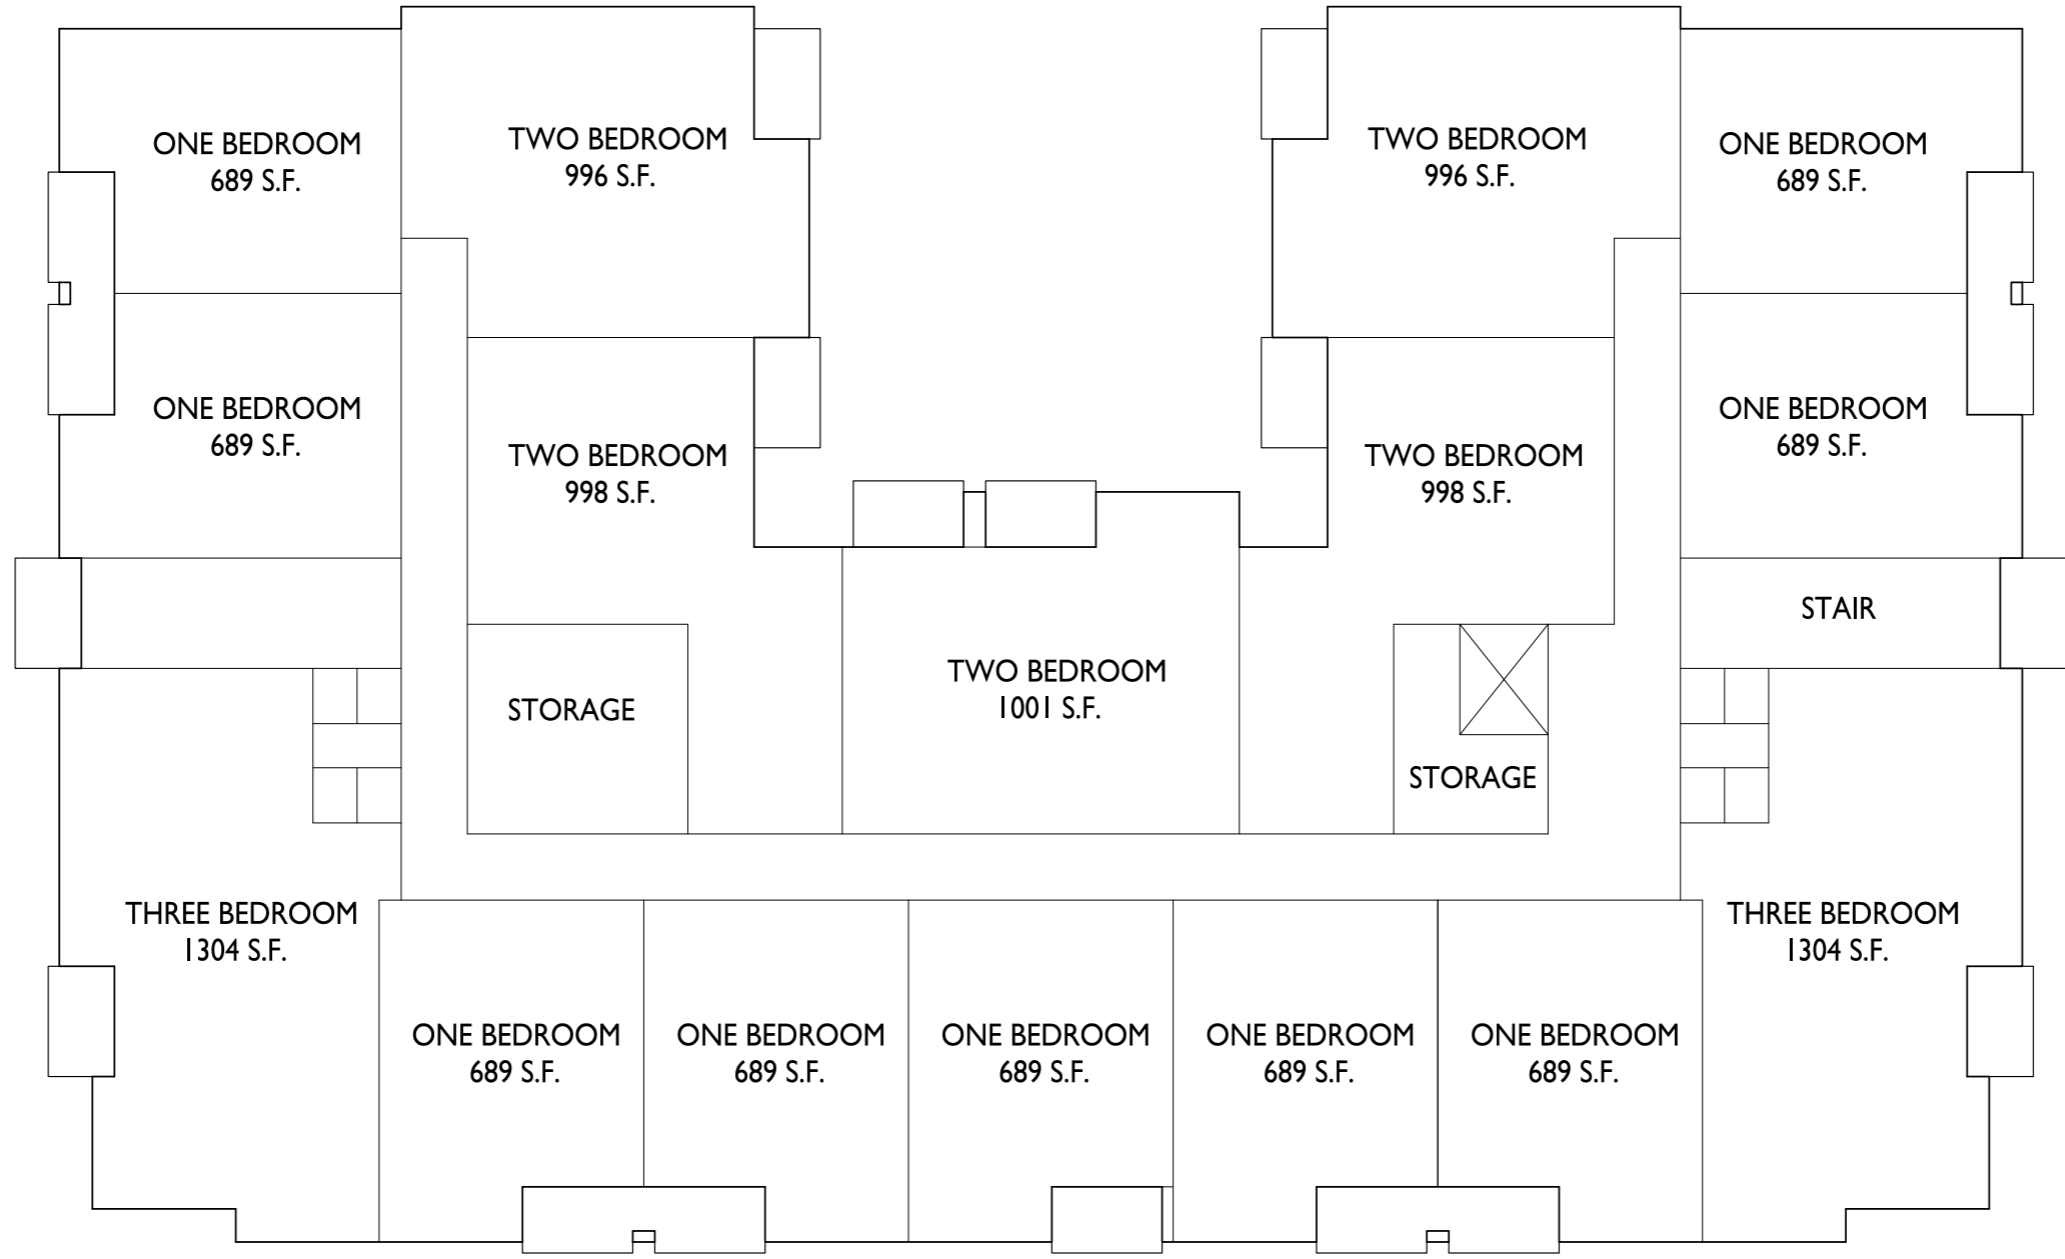 ONE BEDROOM
689 S.F.
TWO BEDROOM
996 S.F.
TWO BEDROOM
996 S.F.
ONE BEDROOM
689 S.F.
ONE BEDROOM
689 S.F.
TWO BEDROOM
998 S.F.
TWO BEDROOM
998 S.F.
ONE BEDROOM
689 S.F.
STAIR
STORAGE
TWO BEDROOM
1001 S.F.
STORAGE
THREE BEDROOM
1304 S.F.
THREE BEDROOM
1304 S.F.
ONE BEDROOM
689 S.F.
ONE BEDROOM
689 S.F.
ONE BEDROOM
689 S.F.
ONE BEDROOM
689 S.F.
ONE BEDROOM
689 S.F.